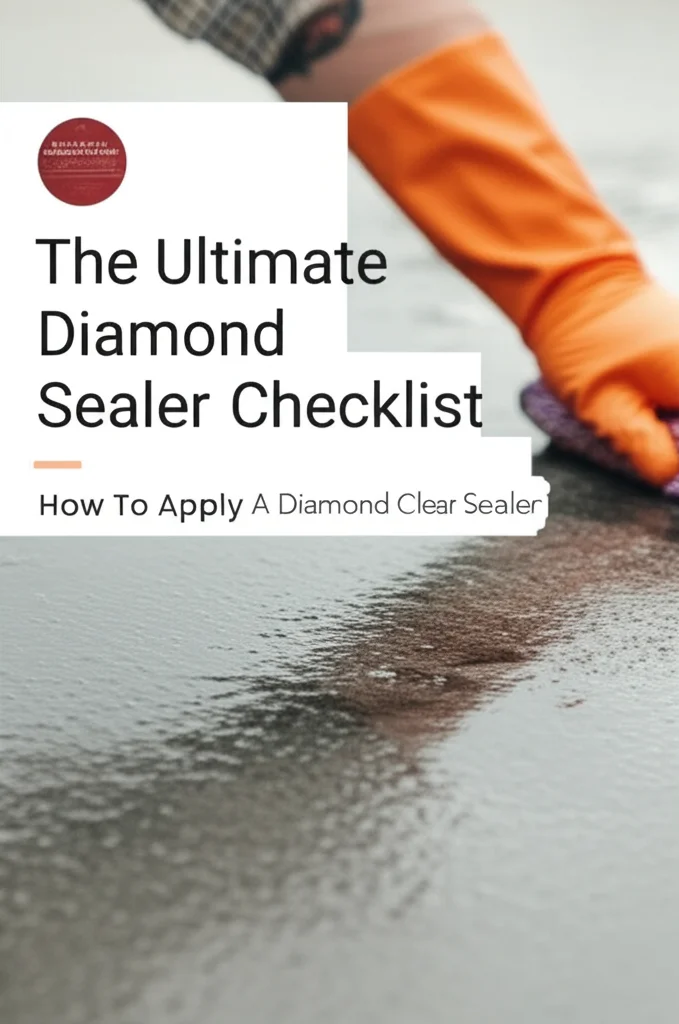 The Ultimate
Diamond
Sealer Checklist
How To Apply A Diamond Clear Sealer